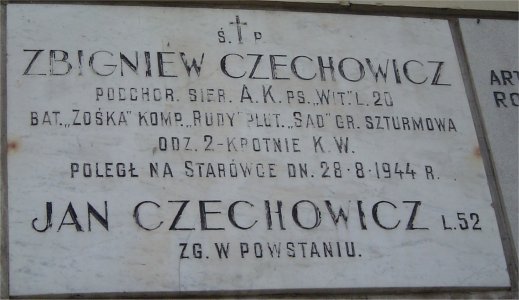 Ś. † P
ZBIGNIEW CZECHOWICZ
PODCHOR. SIER. A.K. PS. „WIT.” L. 20
BAT. „ZOŚKA” KOMP. „RUDY” PLUT. „SAD” GR. SZTURMOWA
ODZ. 2-KROTNIE K.W.
POLEGŁ NA STARÓWCE DN. 28·8·1944 R.
JAN CZECHOWICZ L.52
ZG. W POWSTANIU.